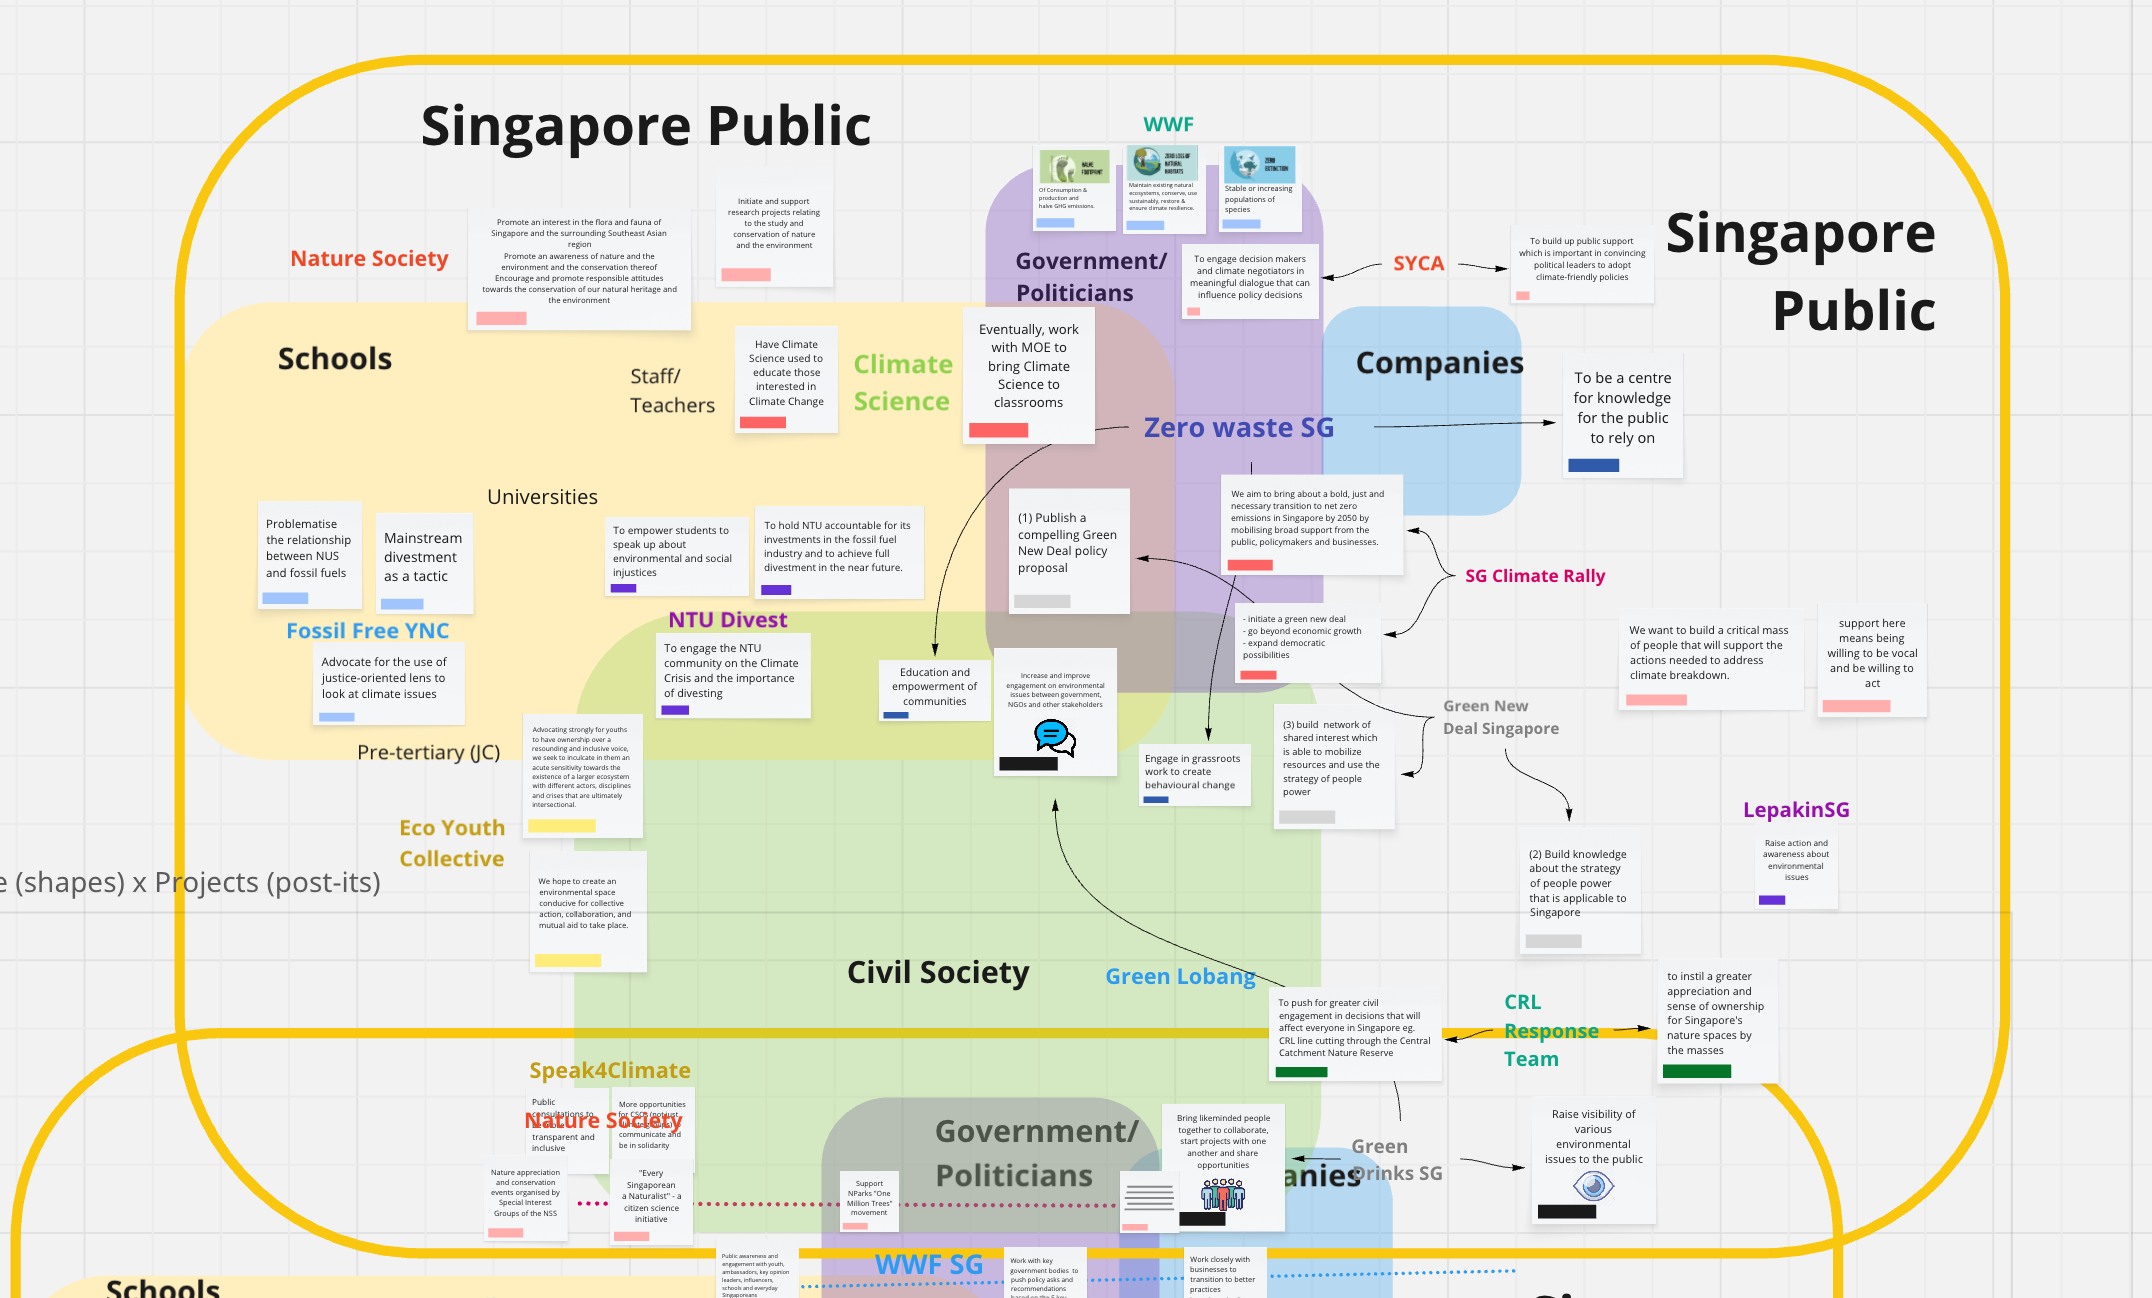 Singapore Public
WWF
HALVE
FOOTPRINT
Of Consumption &
production and
halve GHG emissions.
ZERO LOSS OF
NATURAL
HABITATS
Maintain existing natural
ecosystems, conserve, use
sustainably, restore &
ensure climate resilience.
ZERO
EXTINCTION
Stable or increasing
populations of
species
Singapore
Public
Nature Society
Promote an interest in the flora and fauna of
Singapore and the surrounding Southeast Asian
region
Promote an awareness of nature and the
environment and the conservation thereof
Encourage and promote responsible attitudes
towards the conservation of our natural heritage and
the environment
Initiate and support
research projects relating
to the study and
conservation of nature
and the environment
Government/
Politicians
To engage decision makers
and climate negotiators in
meaningful dialogue that can
influence policy decisions
SYCA
To build up public support
which is important in convincing
political leaders to adopt
climate-friendly policies
Schools
Staff/
Teachers
Have Climate
Science used to
educate those
interested in
Climate Change
Climate
Science
Eventually, work
with MOE to
bring Climate
Science to
classrooms
Companies
To be a centre
for knowledge
for the public
to rely on
Zero waste SG
Universities
Problematise
the relationship
between NUS
and fossil fuels
Mainstream
divestment
as a tactic
To empower students to
speak up about
environmental and social
injustices
To hold NTU accountable for its
investments in the fossil fuel
industry and to achieve full
divestment in the near future.
(1) Publish a
compelling Green
New Deal policy
proposal
We aim to bring about a bold, just and
necessary transition to net zero
emissions in Singapore by 2050 by
mobilising broad support from the
public, policymakers and businesses.
SG Climate Rally
Fossil Free YNC
Advocate for the use of
justice-oriented lens to
look at climate issues
NTU Divest
To engage the NTU
community on the Climate
Crisis and the importance
of divesting
Education and
empowerment of
communities
Increase and improve
engagement on environmental
issues between government,
NGOs and other stakeholders
- initiate a green new deal
- go beyond economic growth
- expand democratic
possibilities
We want to build a critical mass
of people that will support the
actions needed to address
climate breakdown.
support here
means being
willing to be vocal
and be willing to
act
Green New
Deal Singapore
Pre-tertiary (JC)
Advocating strongly for youths
to have ownership over a
resounding and inclusive voice,
we seek to inculcate in them an
acute sensitivity towards the
existence of a larger ecosystem
with different actors, disciplines
and crises that are ultimately
intersectional.
Engage in grassroots
work to create
behavioural change
(3) build network of
shared interest which
is able to mobilize
resources and use the
strategy of people
power
Eco Youth
Collective
We hope to create an
environmental space
conducive for collective
action, collaboration, and
mutual aid to take place.
(2) Build knowledge
about the strategy
of people power
that is applicable to
Singapore
LepakinSG
Raise action and
awareness about
environmental
issues
e (shapes) x Projects (post-its)
Civil Society
Green Lobang
To push for greater civil
engagement in decisions that will
affect everyone in Singapore eg.
CRL line cutting through the Central
Catchment Nature Reserve
CRL
Response
Team
to instil a greater
appreciation and
sense of ownership
for Singapore's
nature spaces by
the masses
Speak4Climate
Public
consultations to
transparent and
inclusive
More opportunities
for CSOs (not just
communicate and
be in solidarity
Nature Society
Nature appreciation
and conservation
events organised by
Special Interest
Groups of the NSS
"Every
Singaporean
a Naturalist" - a
citizen science
initiative
Government/
Politicians
Support
NParks "One
Million Trees"
movement
Bring likeminded people
together to collaborate,
start projects with one
another and share
opportunities
anies
Green
Drinks SG
Raise visibility of
various
environmental
issues to the public
Public awareness and
engagement with youth,
ambassadors, key opinion
leaders, influencers,
schools and everyday
Singaporeans
WWF SG
Work with key
government bodies to
push policy asks and
recommendations
Work closely with
businesses to
transition to better
practices
Schools